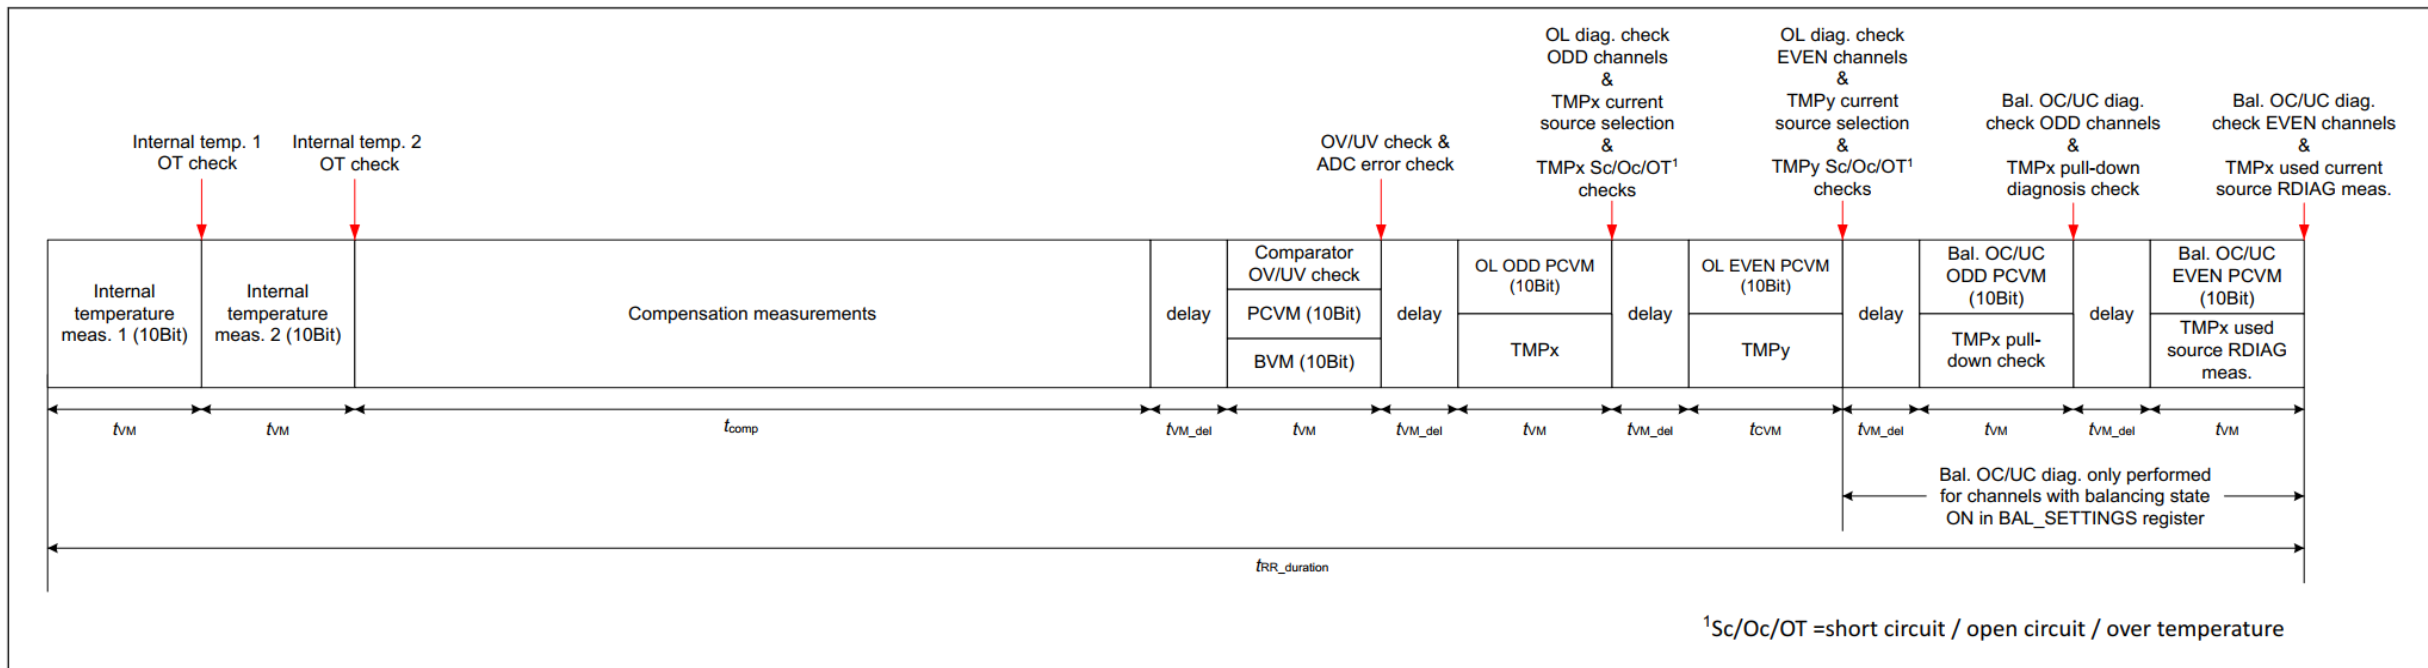 Internal temp. 1
OT check
Internal temp. 2
OT check
OV/UV check &
ADC error check
OL diag. check
ODD channels
&
TMPx current
source selection
&
TMPx Sc/Oc/OT1
checks
OL diag. check
EVEN channels
&
TMPy current
source selection
&
TMPy Sc/Oc/OT1
checks
Bal. OC/UC diag.
check ODD channels
&
TMPx pull-down
diagnosis check
Bal. OC/UC diag.
check EVEN channels
&
TMPx used current
source RDIAG meas.
Internal
temperature
meas. 1 (10Bit)
Internal
temperature
meas. 2 (10Bit)
Compensation measurements
delay
Comparator
OV/UV check
PCVM (10Bit)
BVM (10Bit)
delay
OL ODD PCVM
(10Bit)
TMPx
delay
OL EVEN PCVM
(10Bit)
TMPy
delay
Bal. OC/UC
ODD PCVM
(10Bit)
TMPx pull-
down check
delay
Bal. OC/UC
EVEN PCVM
(10Bit)
TMPx used
source RDIAG
meas.
tVM
tVM
tcomp
tVM_del
tVM
tVM_del
tVM
tVM_del
tCVM
tVM_del
tVM
tVM_del
tVM
Bal. OC/UC diag. only performed
for channels with balancing state
ON in BAL_SETTINGS register
tRR_duration
1Sc/Oc/OT =short circuit / open circuit / over temperature